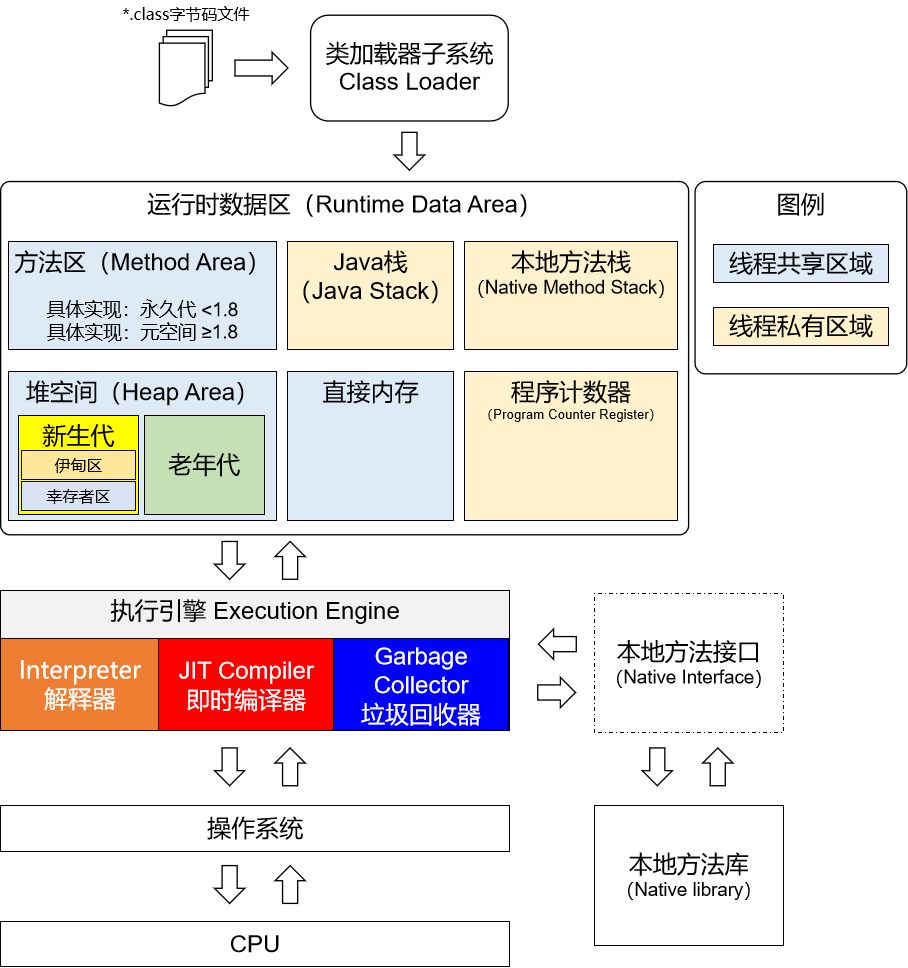 *.class字节码文件
类加载器子系统
Class Loader
运行时数据区（Runtime Data Area）
图例
方法区（Method Area）
具体实现：永久代 <1.8
具体实现：元空间 ≥1.8
Java栈
（Java Stack）
本地方法栈
（Native Method Stack）
线程共享区域
线程私有区域
堆空间（Heap Area）
新生代
伊甸区
幸存者区
老年代
直接内存
程序计数器
（Program Counter Register）
执行引擎 Execution Engine
Interpreter
解释器
JIT Compiler
即时编译器
Garbage
Collector
垃圾回收器
本地方法接口
（Native Interface）
操作系统
本地方法库
（Native library）
CPU